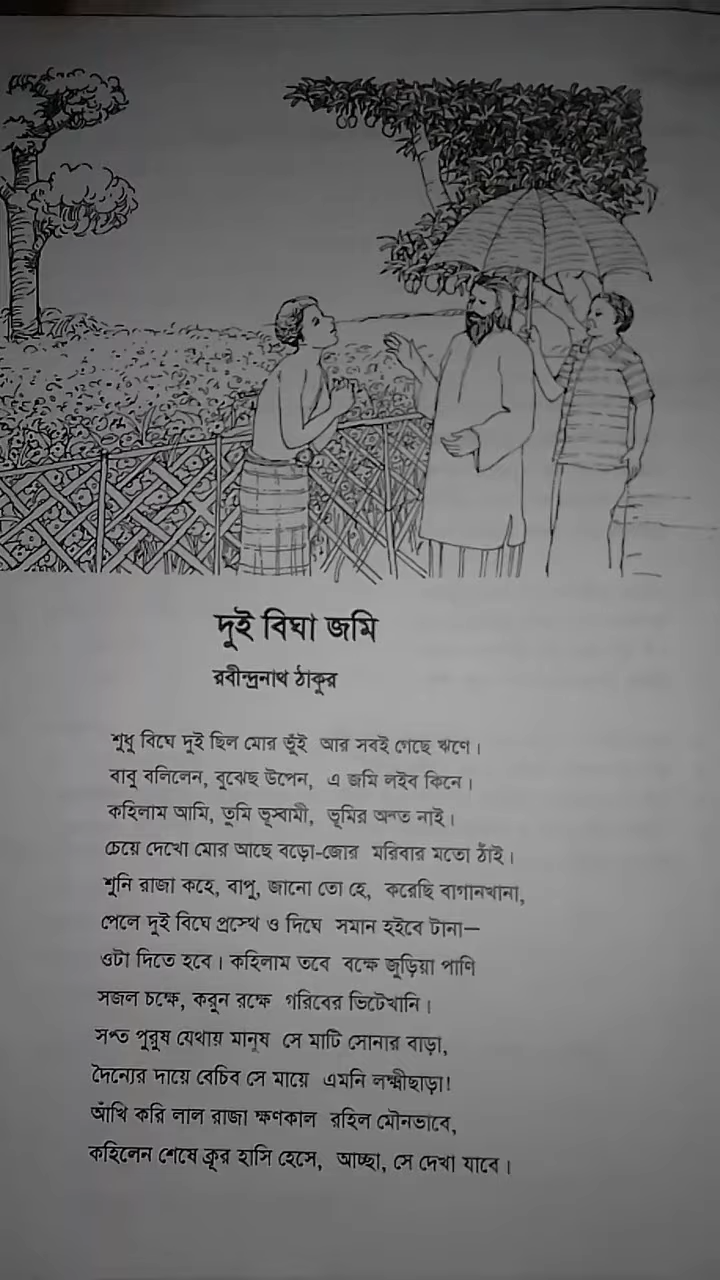 দুই বিঘা জমি
রবীন্দ্রনাথ ঠাকুর
শুধু বিঘে দুই ছিল মোর ভুঁই আর সবই গেছে ঋণে।
বাবু বলিলেন, বুঝেছ উপেন, এ জমি লইব কিনে।
কহিলাম আমি, তুমি ভূস্বামী, ভূমির অন্ত নাই।
চেয়ে দেখো মোর আছে বড়ো-জোর মরিবার মতো ঠাঁই।
শুনি রাজা কহে, বাপু, জানো তো হে, করেছি বাগানখানা,
পেলে দুই বিঘে প্রস্থে ও দিঘে সমান হইবে টানা—
ওটা দিতে হবে। কহিলাম তবে বক্ষে জুড়িয়া পাণি
সজল চক্ষে, করুন রক্ষে গরিবের ভিটেখানি।
সপ্ত পুরুষ যেথায় মানুষ সে মাটি সোনার বাড়া,
দৈন্যের দায়ে বেচিব সে মায়ে এমনি লক্ষ্মীছাড়া!
আঁখি করি লাল রাজা ক্ষণকাল রহিল মৌনভাবে,
কহিলেন শেষে ক্রূর হাসি হেসে, আচ্ছা, সে দেখা যাবে।